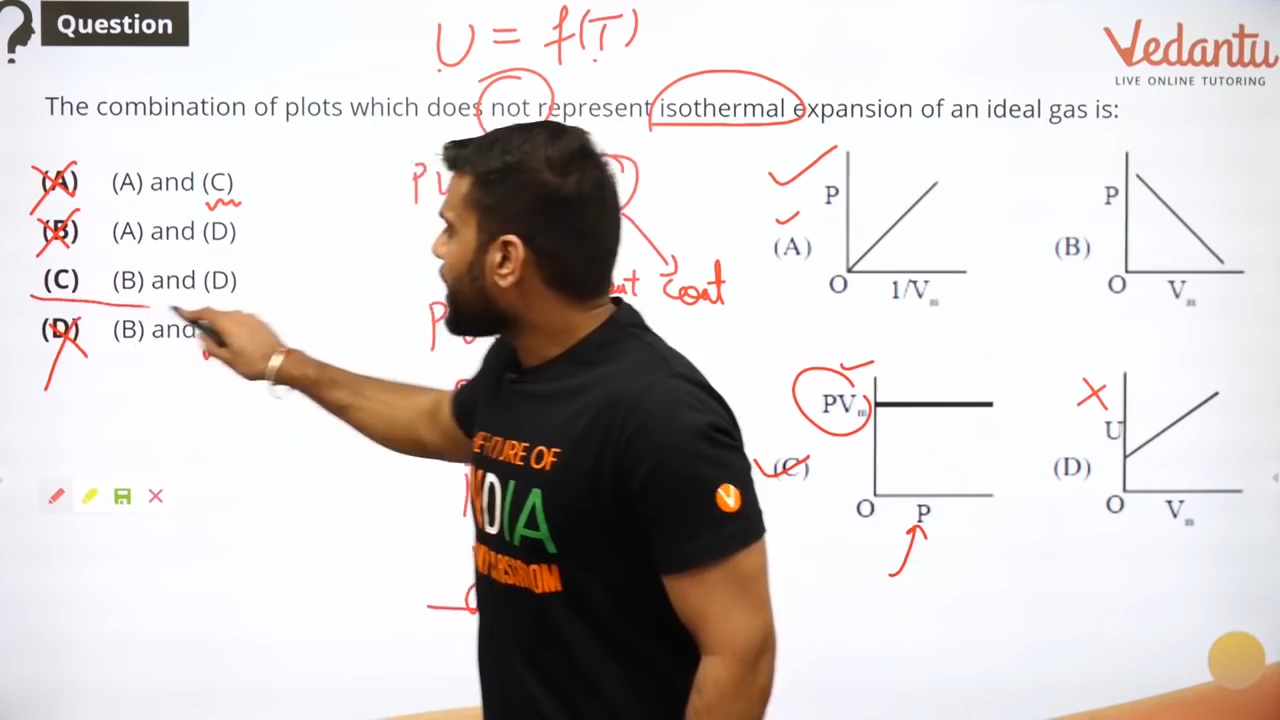 Question
U = f(T)
Vedantu
LIVE ONLINE TUTORING
The combination of plots which does not represent isothermal expansion of an ideal gas is:
(A) (A) and (C)
(B) (A) and (D)
(C) (B) and (D)
(D) (B) and
const
P
(A)
O
1/Vm
P
(B)
O
Vm
PVm
(C)
O
P
U
(D)
O
Vm
OF
INDIA
V